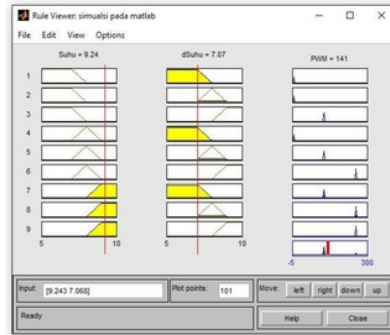 Rule Viewer: simualsi pada matlab
File Edit View Options
Suhu = 9.24 dSuhu = 7.07 PWM = 141
1
2
3
4
5
6
7
8
9
5 10 5 10
-5 300
Input: [9.243 7.068] Plot points: 101 Move: left right down up
Ready Help Close